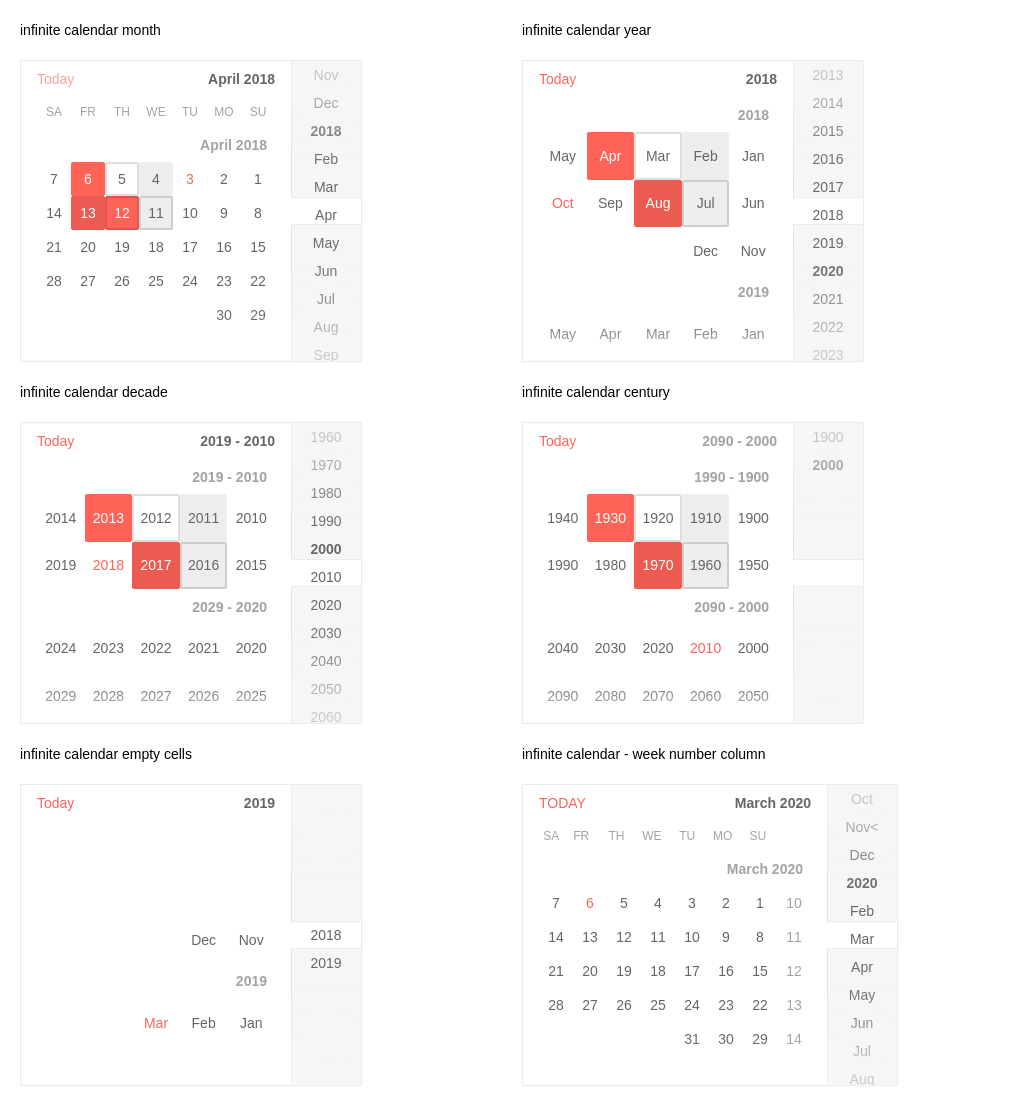 infinite calendar month
Today April 2018
SA FR TH WE TU MO SU
April 2018
7 6 5 4 3 2 1
14 13 12 11 10 9 8
21 20 19 18 17 16 15
28 27 26 25 24 23 22
30 29
Nov
Dec
2018
Feb
Mar
Apr
May
Jun
Jul
Aug
Sep
infinite calendar year
Today 2018
2018
May Apr Mar Feb Jan
Oct Sep Aug Jul Jun
Dec Nov
2019
May Apr Mar Feb Jan
2013
2014
2015
2016
2017
2018
2019
2020
2021
2022
2023
infinite calendar decade
Today 2019 - 2010
2019 - 2010
2014 2013 2012 2011 2010
2019 2018 2017 2016 2015
2029 - 2020
2024 2023 2022 2021 2020
2029 2028 2027 2026 2025
1960
1970
1980
1990
2000
2010
2020
2030
2040
2050
2060
infinite calendar century
Today 2090 - 2000
1990 - 1900
1940 1930 1920 1910 1900
1990 1980 1970 1960 1950
2090 - 2000
2040 2030 2020 2010 2000
2090 2080 2070 2060 2050
1900
2000
infinite calendar empty cells
Today 2019
Dec Nov
2019
Mar Feb Jan
2018
2019
infinite calendar - week number column
TODAY March 2020
SA FR TH WE TU MO SU
March 2020
7 6 5 4 3 2 1 10
14 13 12 11 10 9 8 11
21 20 19 18 17 16 15 12
28 27 26 25 24 23 22 13
31 30 29 14
Oct
Nov<
Dec
2020
Feb
Mar
Apr
May
Jun
Jul
Aug